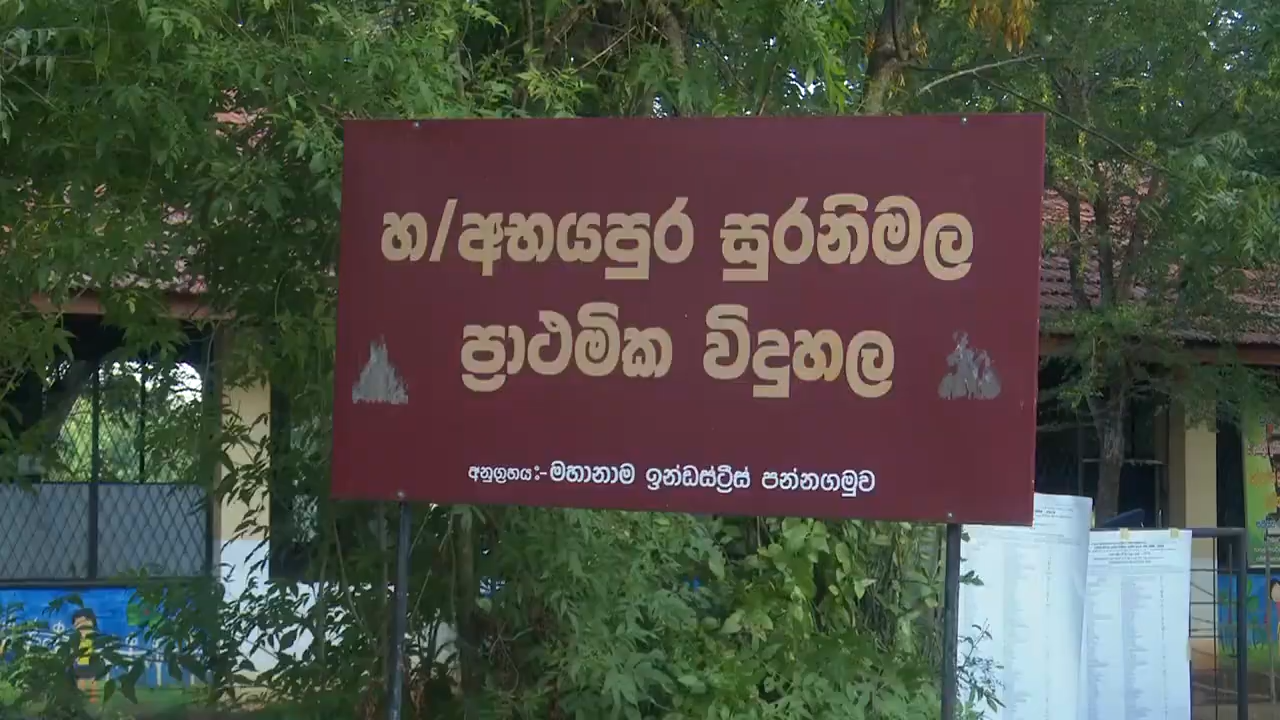 හ/අභයපුර සුරනිමල
ප්‍රාථමික විදුහල
අනුග්‍රහය:-මහානාම ඉන්ඩස්ට්‍රීස් පන්නගමුව